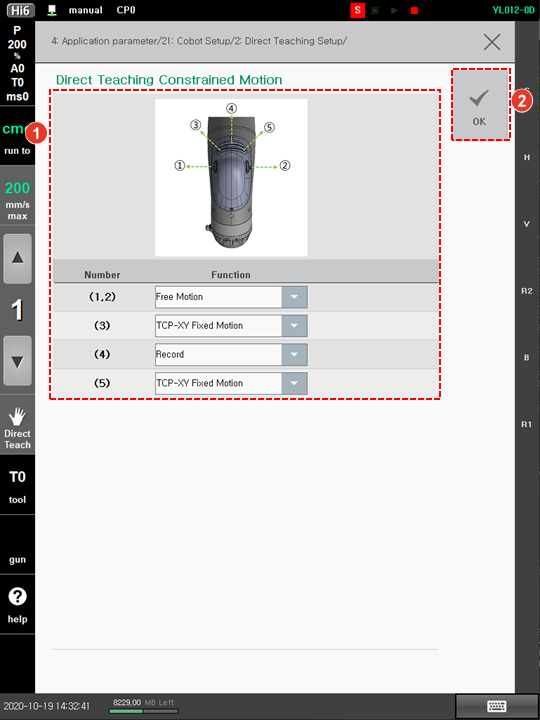 Hi6 manual CP0 S YL012-0D
P
200
%
A0
T0
ms0
cm
run to
200
mm/s
max
1
Direct
Teach
T0
tool
gun
help
4: Application parameter/21: Cobot Setup/2: Direct Teaching Setup/
Direct Teaching Constrained Motion
1
④
③ ⑤
① ②
Number Function
(1,2) Free Motion
(3) TCP-XY Fixed Motion
(4) Record
(5) TCP-XY Fixed Motion
OK
2
H
V
R2
B
R1
2020-10-19 14:32:41 8229,00 MB Left